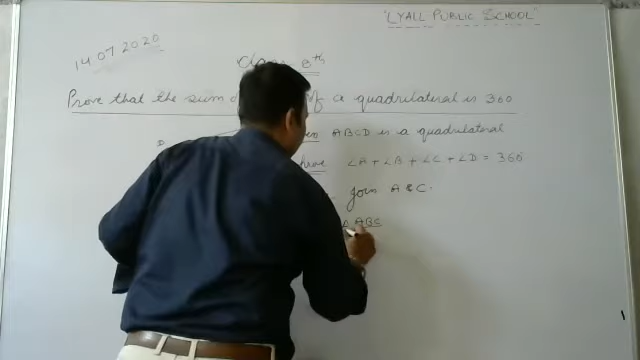 "LYALL PUBLIC SCHOOL"
14.07.2020
Class 8th
Prove that the sum of a quadrilateral is 360
D
ABCD is a quadrilateral
prove ∠A + ∠B + ∠C + ∠D = 360
Join A & C.
ABC